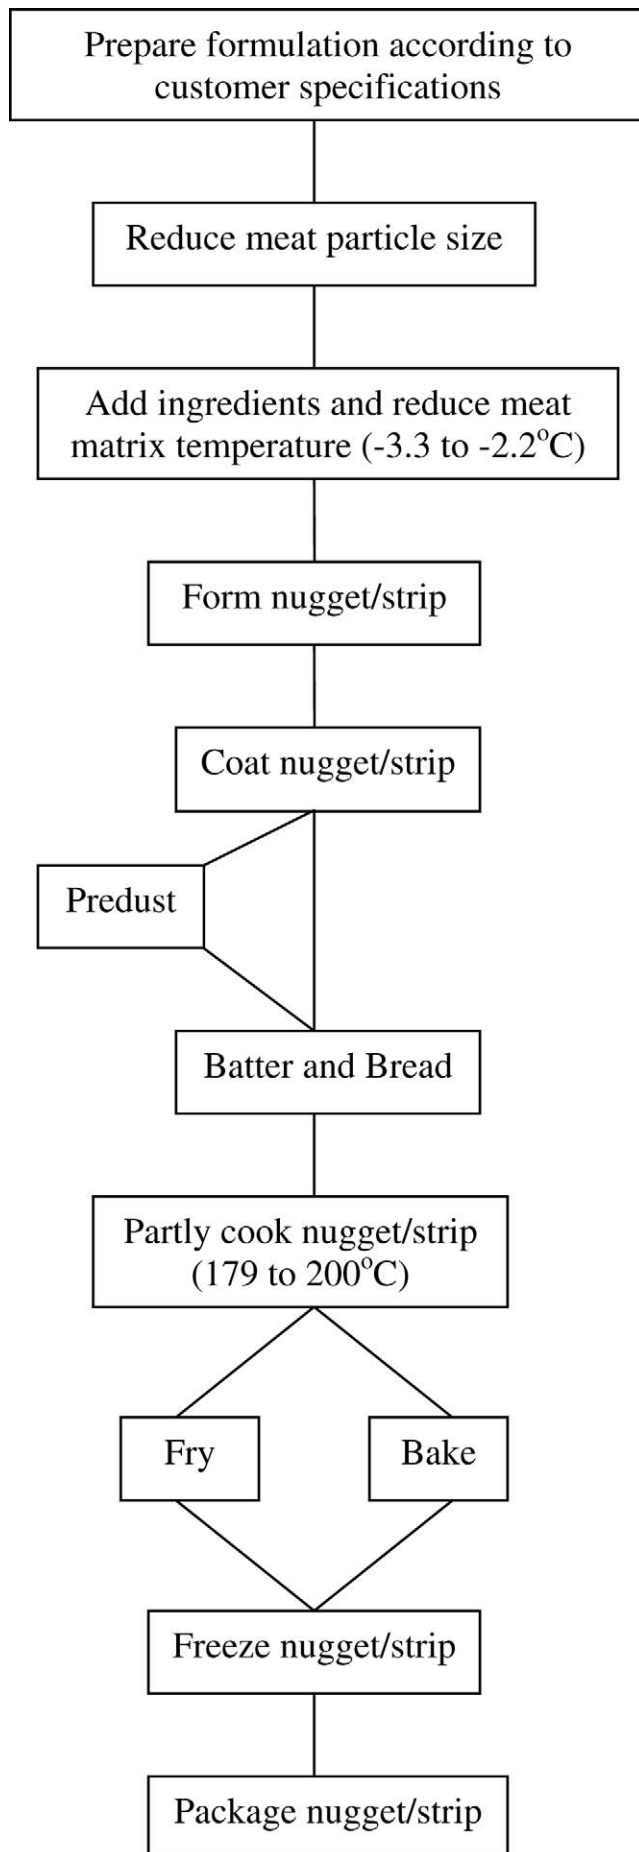 Prepare formulation according to
customer specifications
Reduce meat particle size
Add ingredients and reduce meat
matrix temperature (-3.3 to -2.2°C)
Form nugget/strip
Coat nugget/strip
Predust
Batter and Bread
Partly cook nugget/strip
(179 to 200°C)
Fry
Bake
Freeze nugget/strip
Package nugget/strip